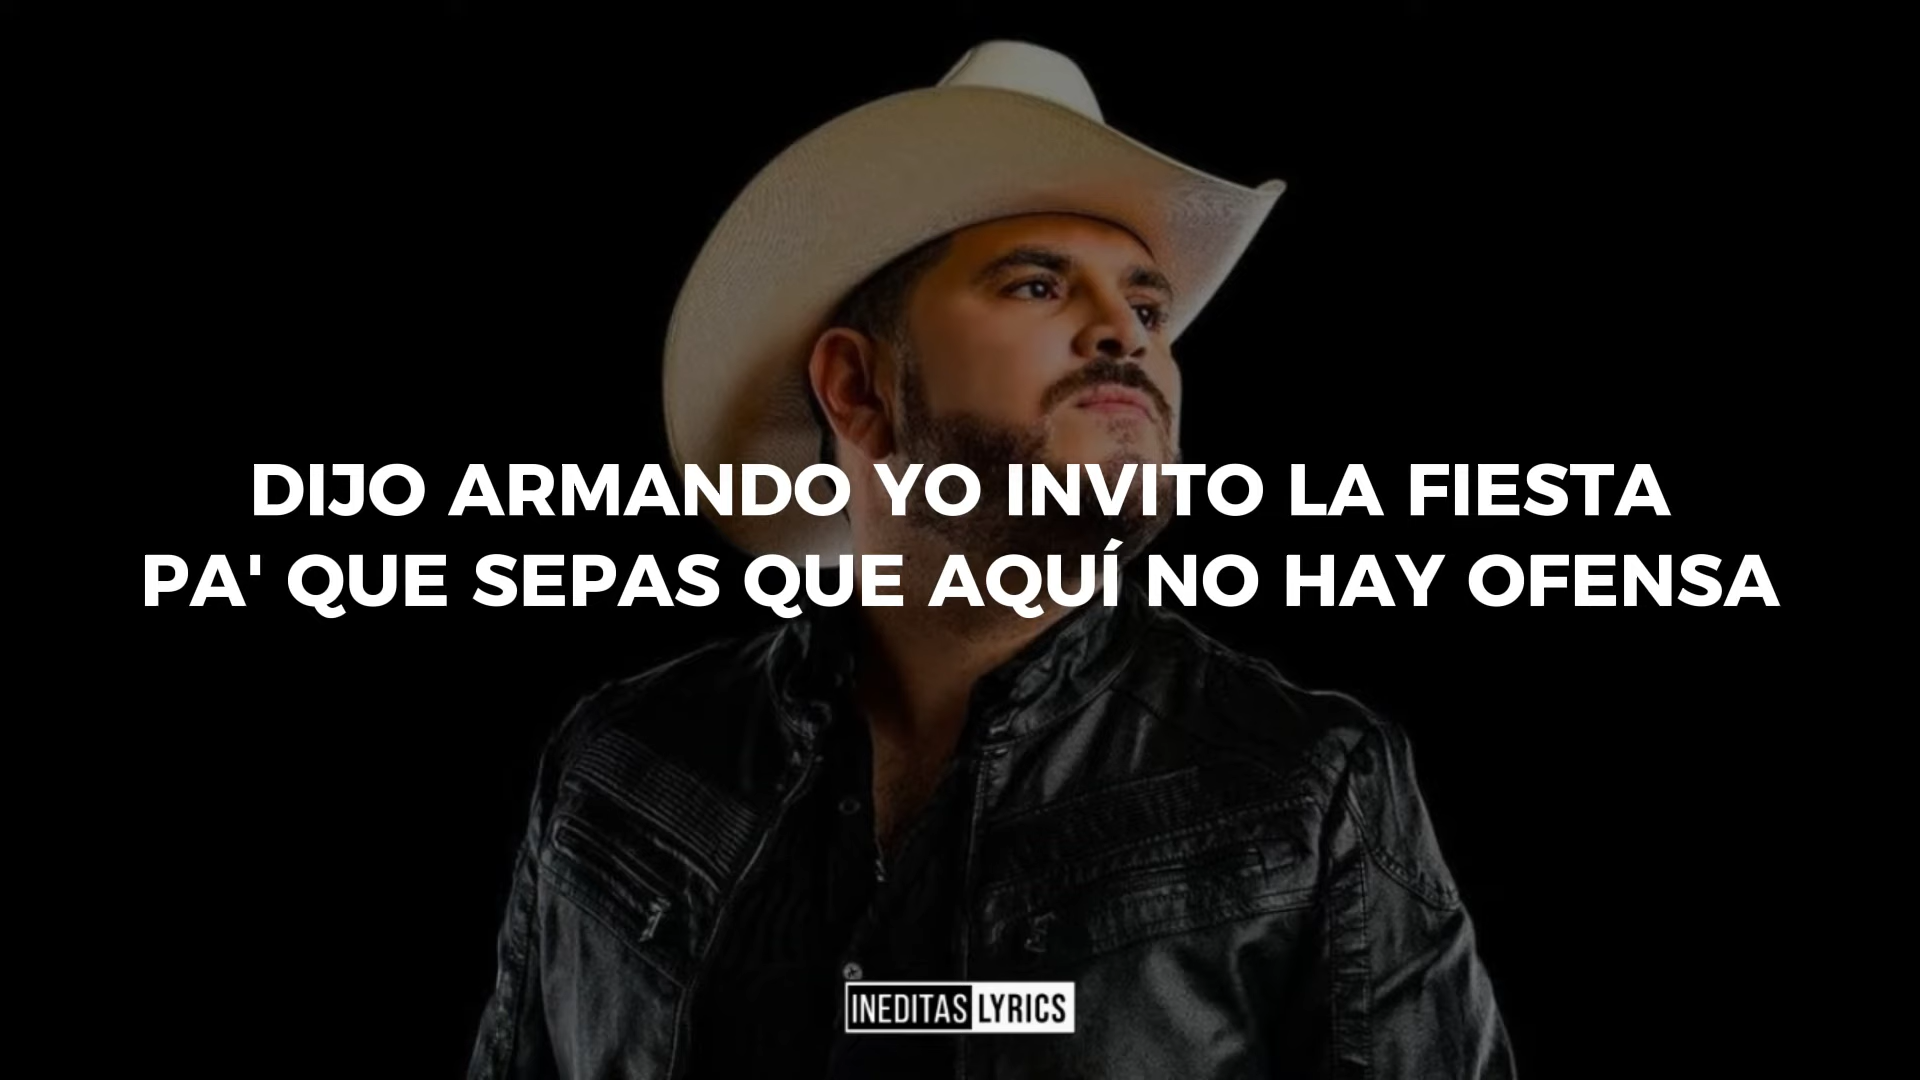 DIJO ARMANDO YO INVITO LA FIESTA
PA' QUE SEPAS QUE AQUÍ NO HAY OFENSA
INEDITAS LYRICS